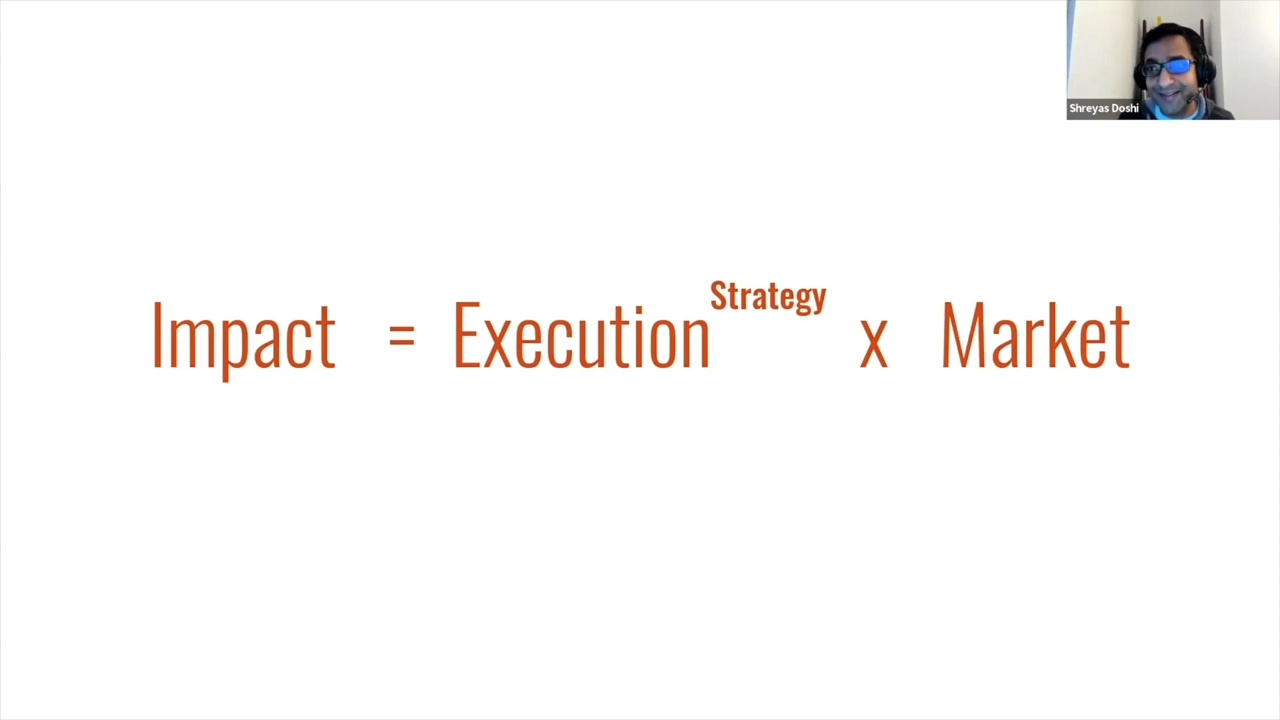 Shreyas Doshi
Impact = Execution^Strategy x Market